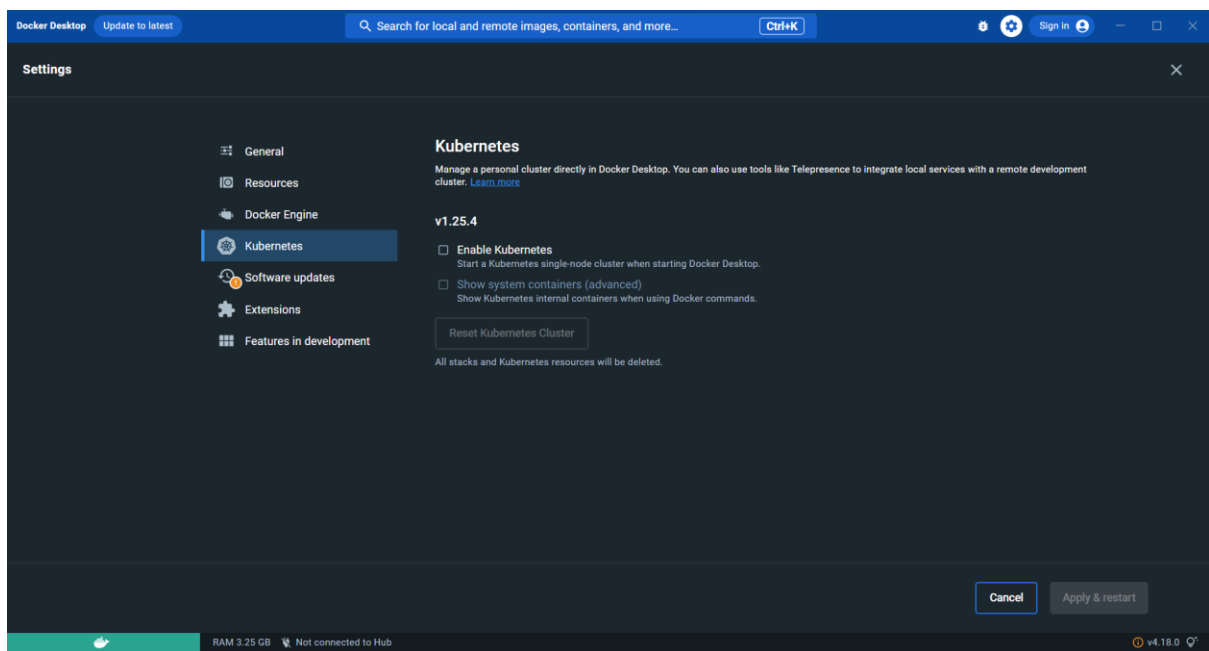 Docker Desktop Update to latest Search for local and remote images, containers, and more... Ctrl+K Sign in
Settings
General
Resources
Docker Engine
Kubernetes
Software updates
Extensions
Features in development
Kubernetes
Manage a personal cluster directly in Docker Desktop. You can also use tools like Telepresence to integrate local services with a remote development
cluster. Learn more
v1.25.4
Enable Kubernetes
Start a Kubernetes single-node cluster when starting Docker Desktop.
Show system containers (advanced)
Show Kubernetes internal containers when using Docker commands.
Reset Kubernetes Cluster
All stacks and Kubernetes resources will be deleted.
Cancel Apply & restart
RAM 3.25 GB Not connected to Hub v4.18.0